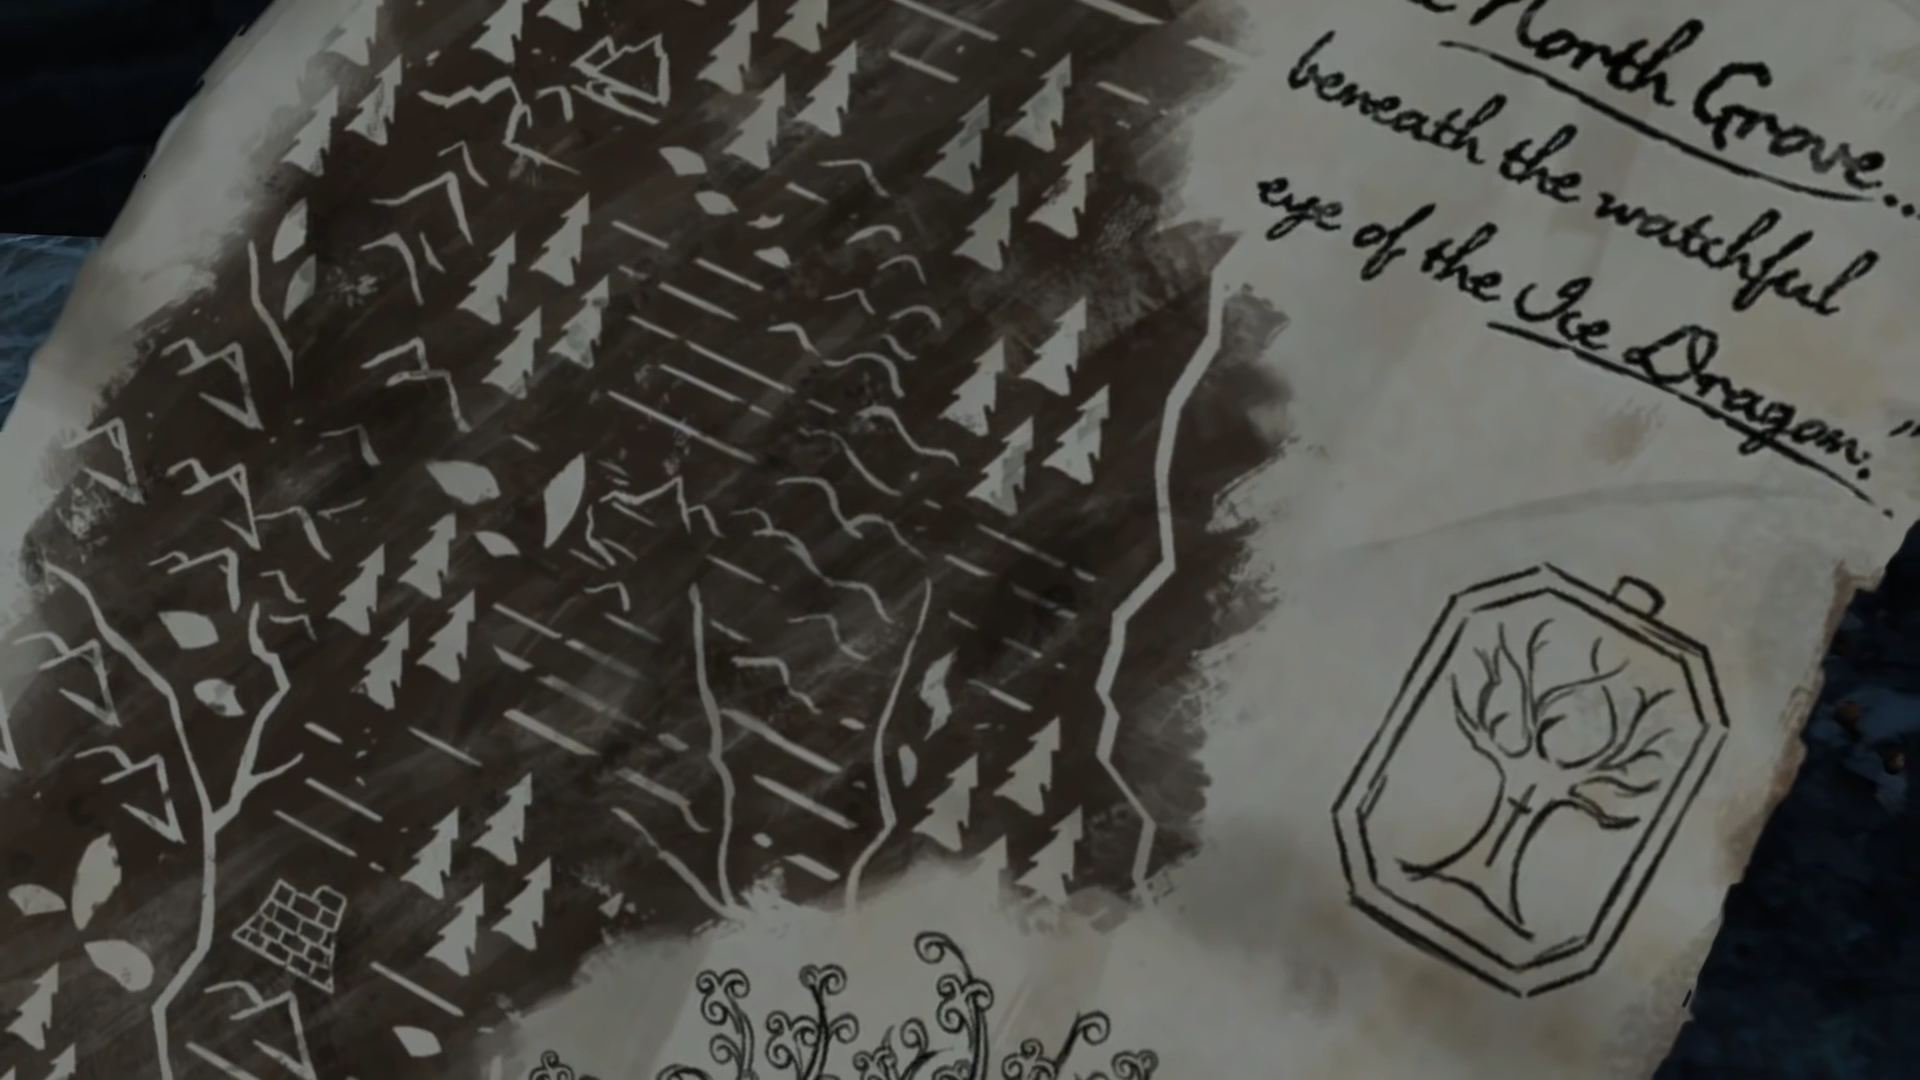 North Grove...
beneath the watchful
eye of the Ice Dragon."